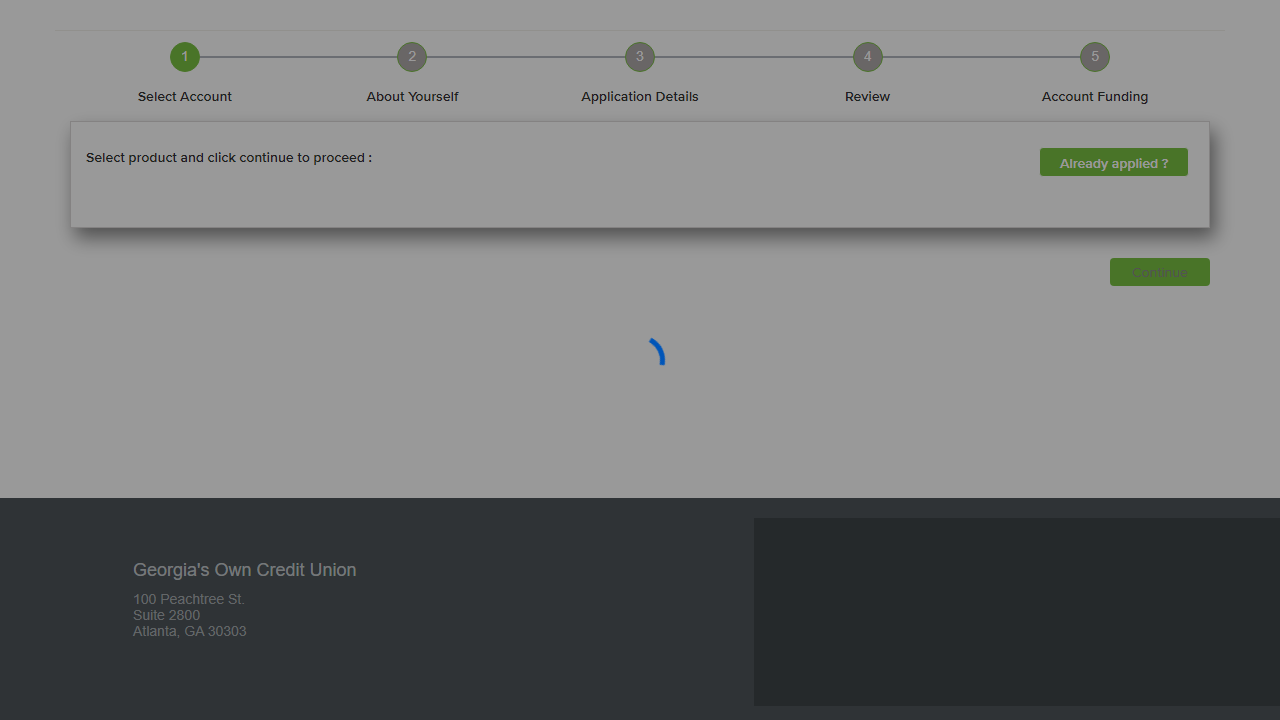 1 2 3 4 5
Select Account About Yourself Application Details Review Account Funding
Select product and click continue to proceed :
Already applied ?
Continue
Georgia's Own Credit Union
100 Peachtree St.
Suite 2800
Atlanta, GA 30303